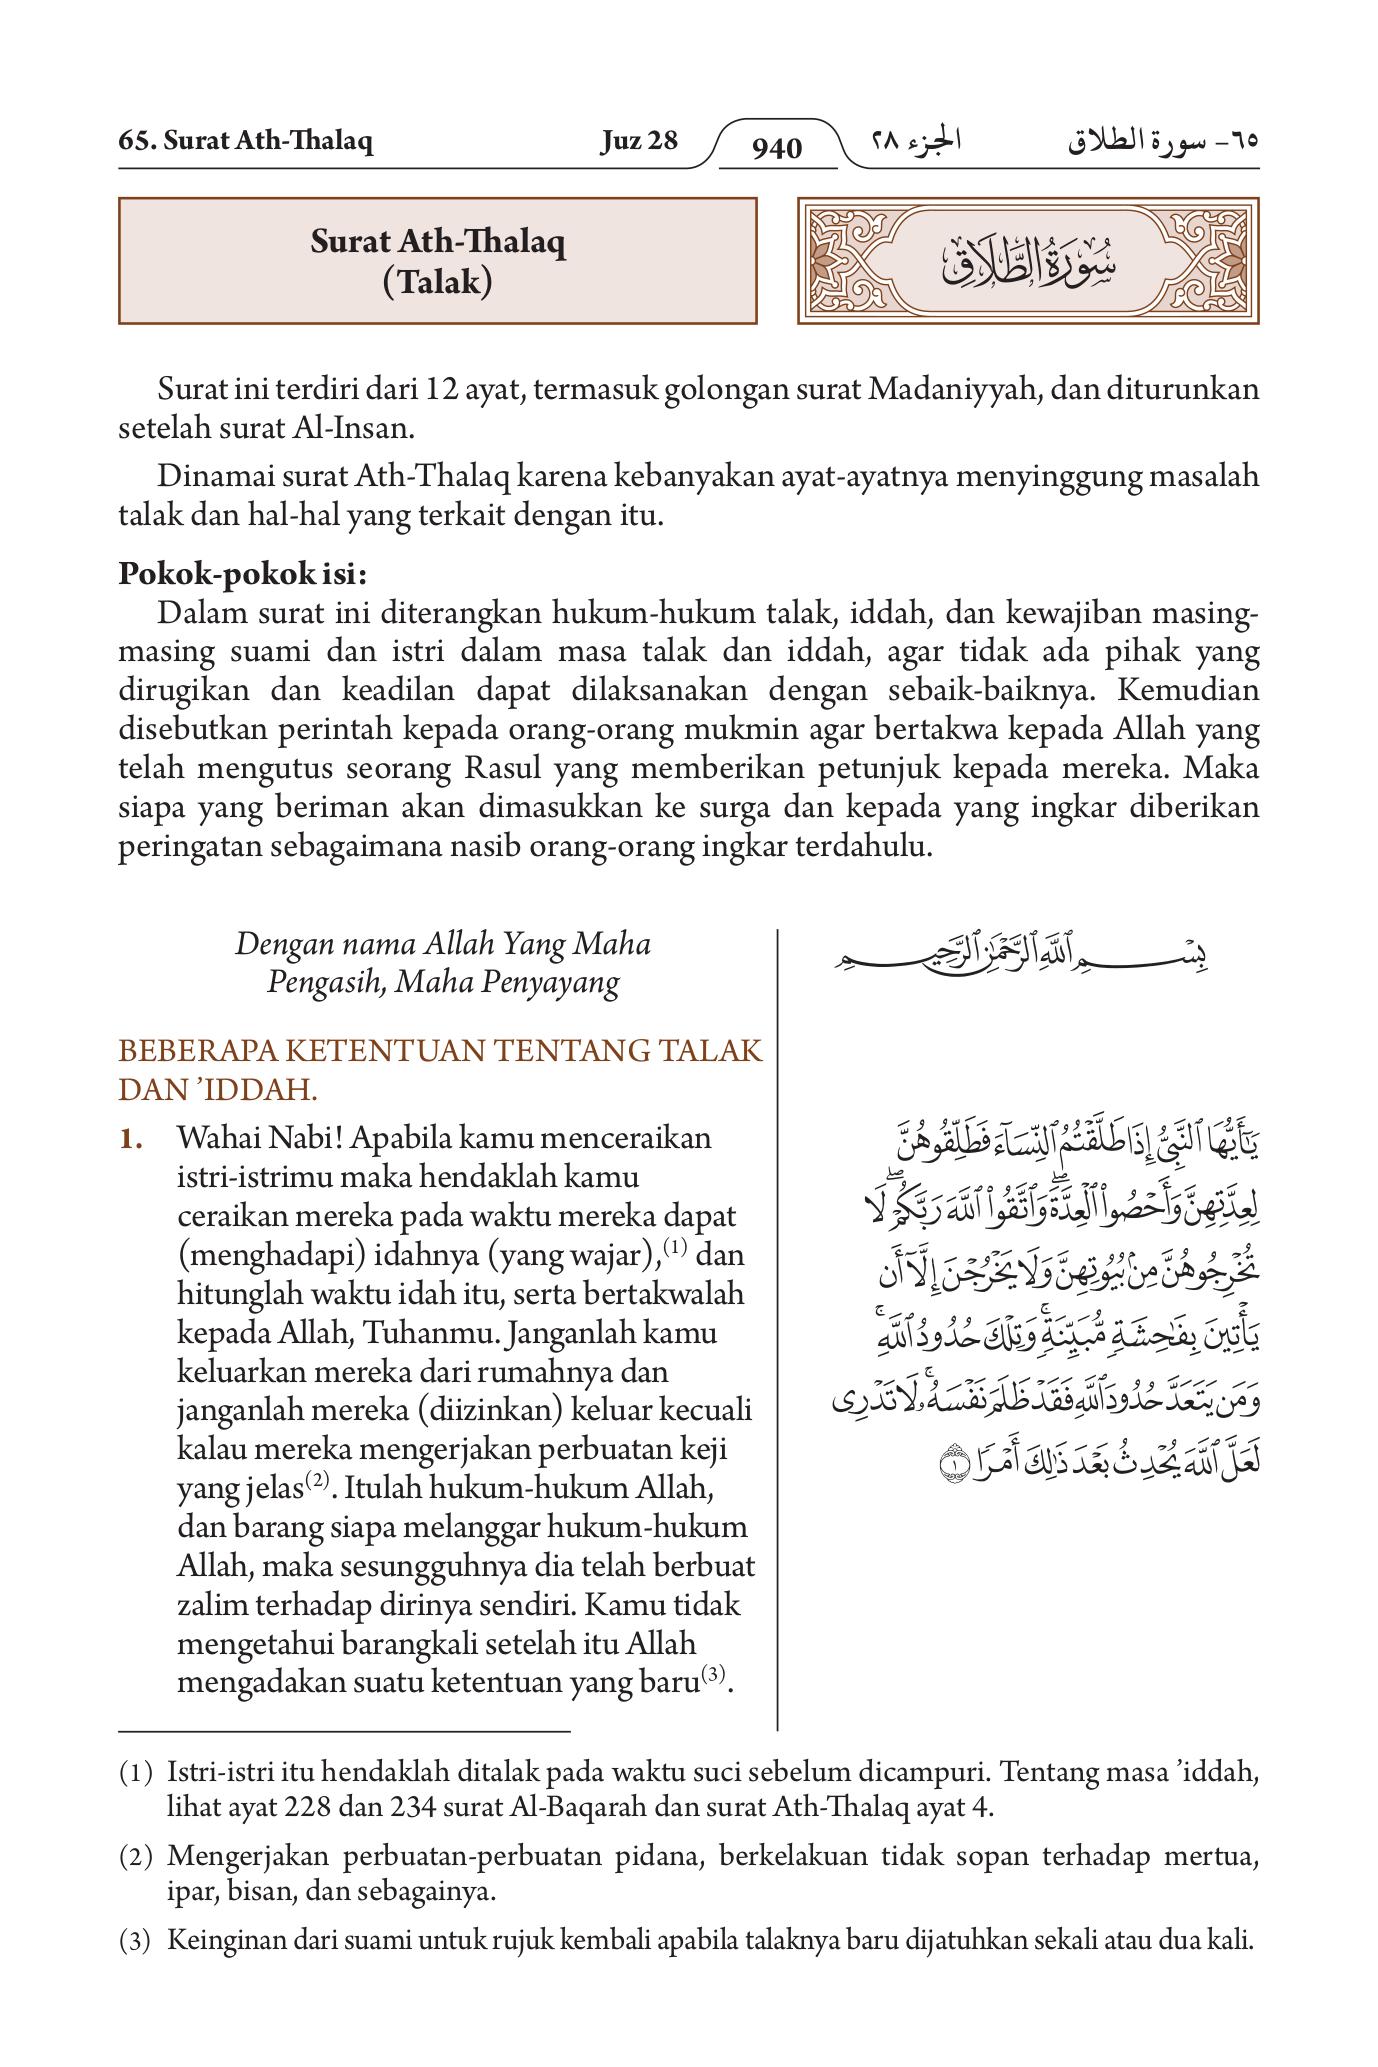 65. Surat Ath-Thalaq Juz 28 940 الجزء ٢٨ ٦٥- سورة الطلاق
Surat Ath-Thalaq
(Talak)
سُورَةُ الطَّلَاقِ
Surat ini terdiri dari 12 ayat, termasuk golongan surat Madaniyyah, dan diturunkan
setelah surat Al-Insan.
Dinamai surat Ath-Thalaq karena kebanyakan ayat-ayatnya menyinggung masalah
talak dan hal-hal yang terkait dengan itu.
Pokok-pokok isi:
Dalam surat ini diterangkan hukum-hukum talak, iddah, dan kewajiban masing-
masing suami dan istri dalam masa talak dan iddah, agar tidak ada pihak yang
dirugikan dan keadilan dapat dilaksanakan dengan sebaik-baiknya. Kemudian
disebutkan perintah kepada orang-orang mukmin agar bertakwa kepada Allah yang
telah mengutus seorang Rasul yang memberikan petunjuk kepada mereka. Maka
siapa yang beriman akan dimasukkan ke surga dan kepada yang ingkar diberikan
peringatan sebagaimana nasib orang-orang ingkar terdahulu.
Dengan nama Allah Yang Maha
Pengasih, Maha Penyayang
BEBERAPA KETENTUAN TENTANG TALAK
DAN ’IDDAH.
1. Wahai Nabi! Apabila kamu menceraikan
istri-istrimu maka hendaklah kamu
ceraikan mereka pada waktu mereka dapat
(menghadapi) idahnya (yang wajar),(1) dan
hitunglah waktu idah itu, serta bertakwalah
kepada Allah, Tuhanmu. Janganlah kamu
keluarkan mereka dari rumahnya dan
janganlah mereka (diizinkan) keluar kecuali
kalau mereka mengerjakan perbuatan keji
yang jelas(2). Itulah hukum-hukum Allah,
dan barang siapa melanggar hukum-hukum
Allah, maka sesungguhnya dia telah berbuat
zalim terhadap dirinya sendiri. Kamu tidak
mengetahui barangkali setelah itu Allah
mengadakan suatu ketentuan yang baru(3).
بِسْمِ ٱللَّهِ ٱلرَّحْمَٰنِ ٱلرَّحِيمِ
يَٰٓأَيُّهَا ٱلنَّبِىُّ إِذَا طَلَّقْتُمُ ٱلنِّسَآءَ فَطَلِّقُوهُنَّ
لِعِدَّتِهِنَّ وَأَحْصُوا۟ ٱلْعِدَّةَ ۖ وَٱتَّقُوا۟ ٱللَّهَ رَبَّكُمْ ۖ لَا
تُخْرِجُوهُنَّ مِنۢ بُيُوتِهِنَّ وَلَا يَخْرُجْنَ إِلَّآ أَن
يَأْتِينَ بِفَٰحِشَةٍ مُّبَيِّنَةٍ ۚ وَتِلْكَ حُدُودُ ٱللَّهِ ۚ
وَمَن يَتَعَدَّ حُدُودَ ٱللَّهِ فَقَدْ ظَلَمَ نَفْسَهُۥ ۚ لَا تَدْرِى
لَعَلَّ ٱللَّهَ يُحْدِثُ بَعْدَ ذَٰلِكَ أَمْرًا ١
(1) Istri-istri itu hendaklah ditalak pada waktu suci sebelum dicampuri. Tentang masa ’iddah,
lihat ayat 228 dan 234 surat Al-Baqarah dan surat Ath-Thalaq ayat 4.
(2) Mengerjakan perbuatan-perbuatan pidana, berkelakuan tidak sopan terhadap mertua,
ipar, bisan, dan sebagainya.
(3) Keinginan dari suami untuk rujuk kembali apabila talaknya baru dijatuhkan sekali atau dua kali.